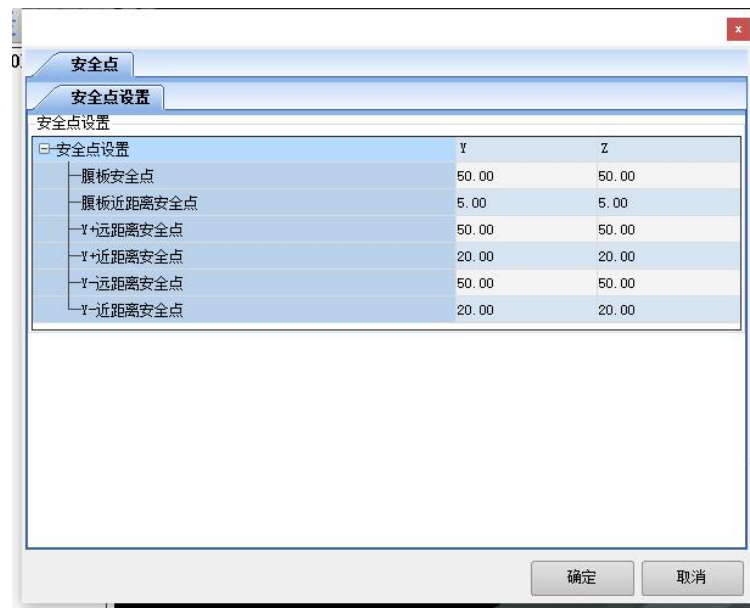 x
安全点
安全点设置
安全点设置
安全点设置 Y Z
腹板安全点 50.00 50.00
腹板近距离安全点 5.00 5.00
Y+远距离安全点 50.00 50.00
Y+近距离安全点 20.00 20.00
Y-远距离安全点 50.00 50.00
Y-近距离安全点 20.00 20.00
确定 取消